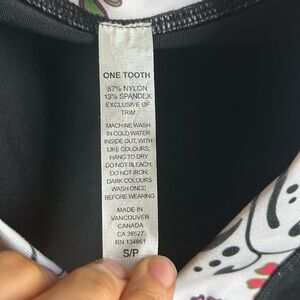 ONE TOOTH
87% NYLON
13% SPANDEX
EXCLUSIVE OF
TRIM
MACHINE WASH
IN COLD WATER
INSIDE OUT, WITH
LIKE COLOURS,
HANG TO DRY
DO NOT BLEACH,
DO NOT IRON,
DARK COLOURS
WASH ONCE
BEFORE WEARING
MADE IN
VANCOUVER
CANADA
CA 38527
RN 134861
S/P